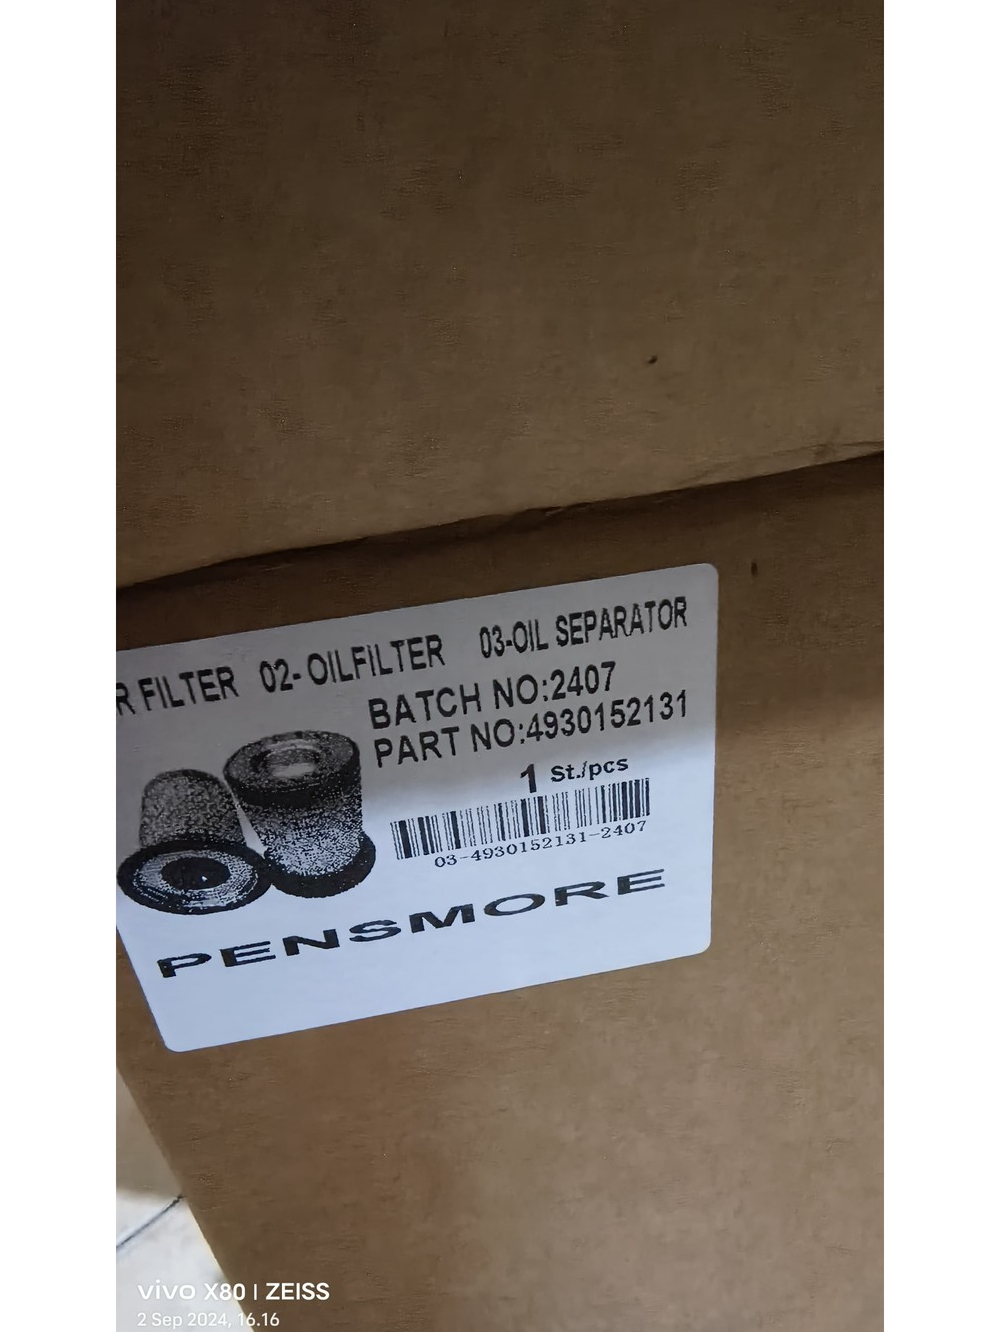 R FILTER 02- OILFILTER 03-OIL SEPARATOR
BATCH NO:2407
PART NO:4930152131
1 St./pcs
03-4930152131-2407
PENSMORE
vivo X80 | ZEISS
2 Sep 2024, 16.16